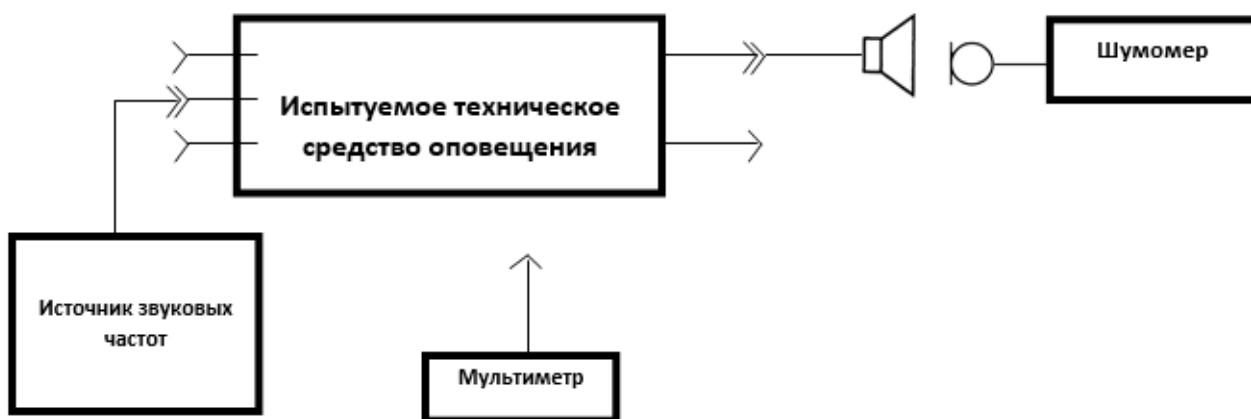 Шумомер
Испытуемое техническое
средство оповещения
Источник звуковых
частот
Мультиметр